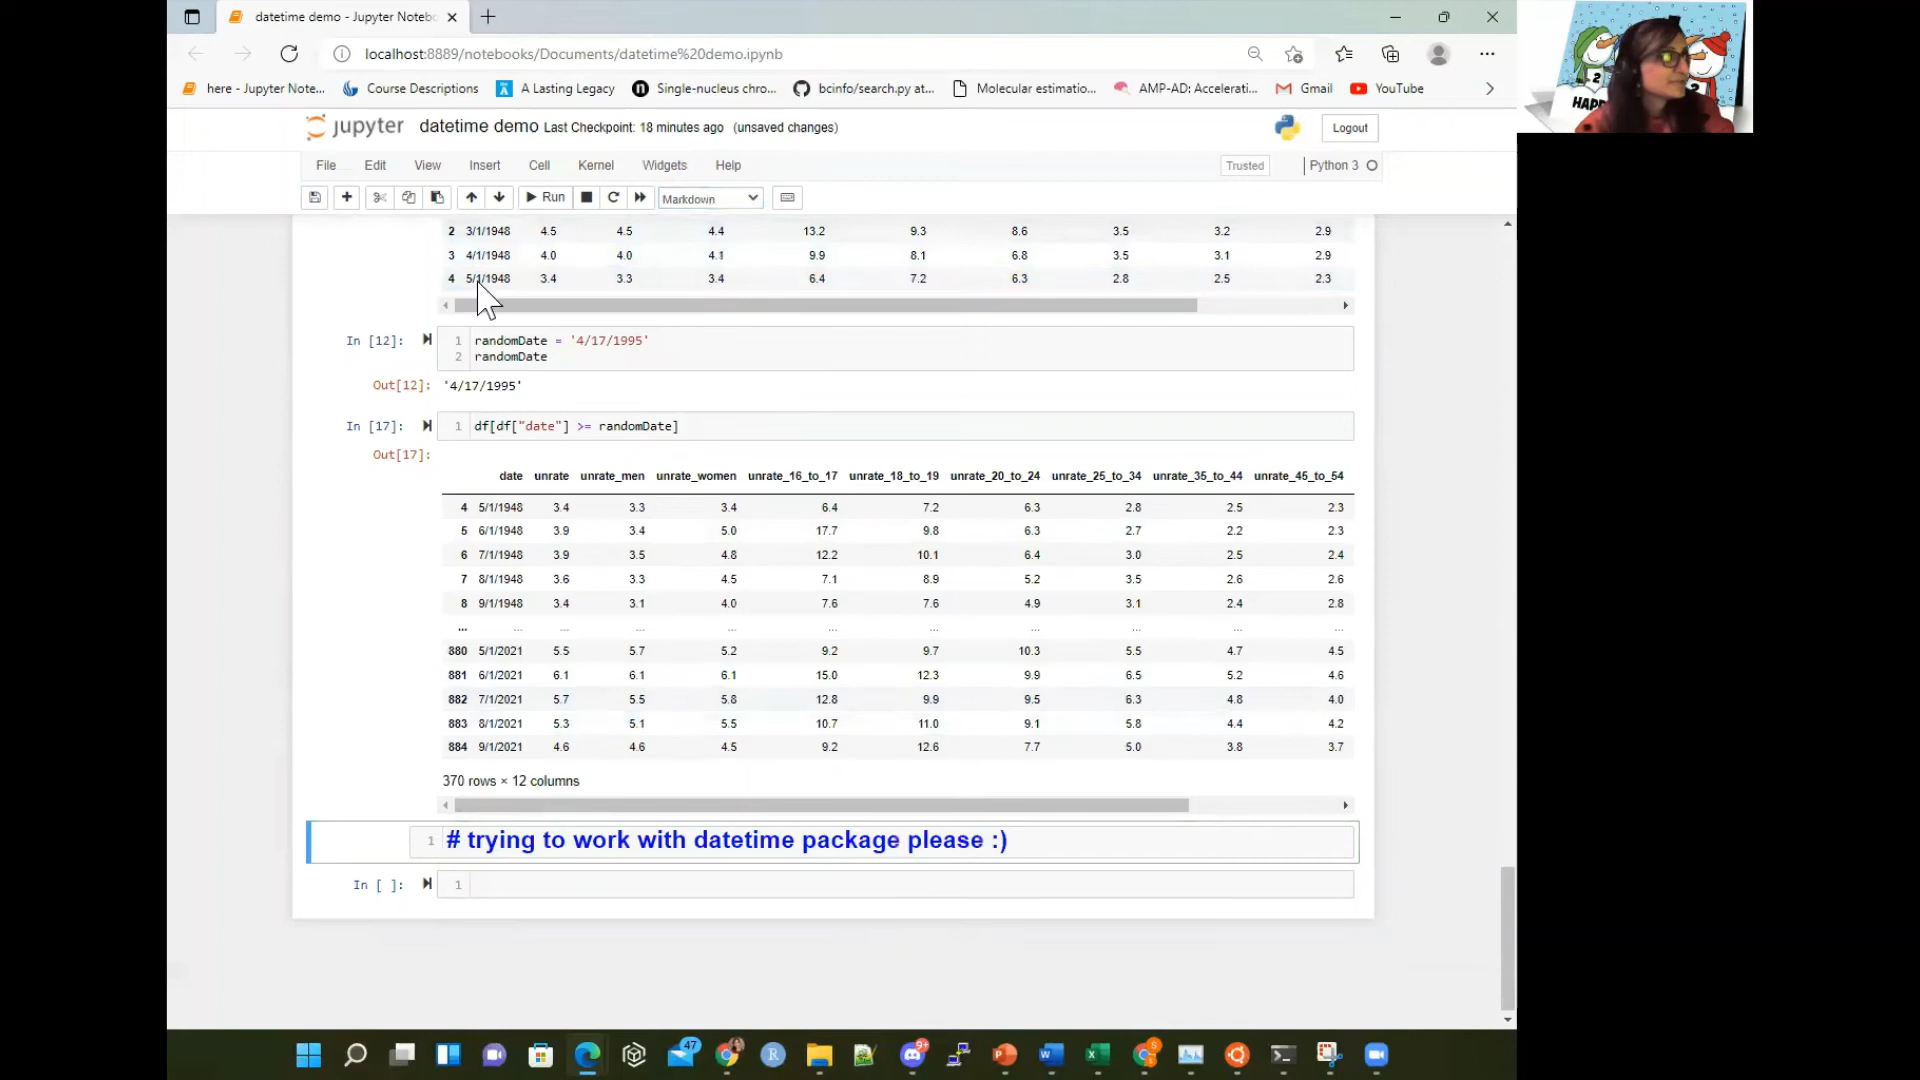 datetime demo - Jupyter Notebo
localhost:8889/notebooks/Documents/datetime%20demo.ipynb
here - Jupyter Note... Course Descriptions A Lasting Legacy Single-nucleus chro... bcinfo/search.py at... Molecular estimatio... AMP-AD: Accelerati... Gmail YouTube
jupyter datetime demo Last Checkpoint: 18 minutes ago (unsaved changes) Logout
File Edit View Insert Cell Kernel Widgets Help Trusted Python 3
Run Markdown
2 3/1/1948 4.5 4.5 4.4 13.2 9.3 8.6 3.5 3.2 2.9
3 4/1/1948 4.0 4.0 4.1 9.9 8.1 6.8 3.5 3.1 2.9
4 5/1/1948 3.4 3.3 3.4 6.4 7.2 6.3 2.8 2.5 2.3
In [12]: 1 randomDate = '4/17/1995'
2 randomDate
Out[12]: '4/17/1995'
In [17]: 1 df[df["date"] >= randomDate]
Out[17]:
date unrate unrate_men unrate_women unrate_16_to_17 unrate_18_to_19 unrate_20_to_24 unrate_25_to_34 unrate_35_to_44 unrate_45_to_54
4 5/1/1948 3.4 3.3 3.4 6.4 7.2 6.3 2.8 2.5 2.3
5 6/1/1948 3.9 3.4 5.0 17.7 9.8 6.3 2.7 2.2 2.3
6 7/1/1948 3.9 3.5 4.8 12.2 10.1 6.4 3.0 2.5 2.4
7 8/1/1948 3.6 3.3 4.5 7.1 8.9 5.2 3.5 2.6 2.6
8 9/1/1948 3.4 3.1 4.0 7.6 7.6 4.9 3.1 2.4 2.8
... ... ... ... ... ... ... ... ... ... ...
880 5/1/2021 5.5 5.7 5.2 9.2 9.7 10.3 5.5 4.7 4.5
881 6/1/2021 6.1 6.1 6.1 15.0 12.3 9.9 6.5 5.2 4.6
882 7/1/2021 5.7 5.5 5.8 12.8 9.9 9.5 6.3 4.8 4.0
883 8/1/2021 5.3 5.1 5.5 10.7 11.0 9.1 5.8 4.4 4.2
884 9/1/2021 4.6 4.6 4.5 9.2 12.6 7.7 5.0 3.8 3.7
370 rows × 12 columns
1 # trying to work with datetime package please :)
In [ ]: 1
47 9+